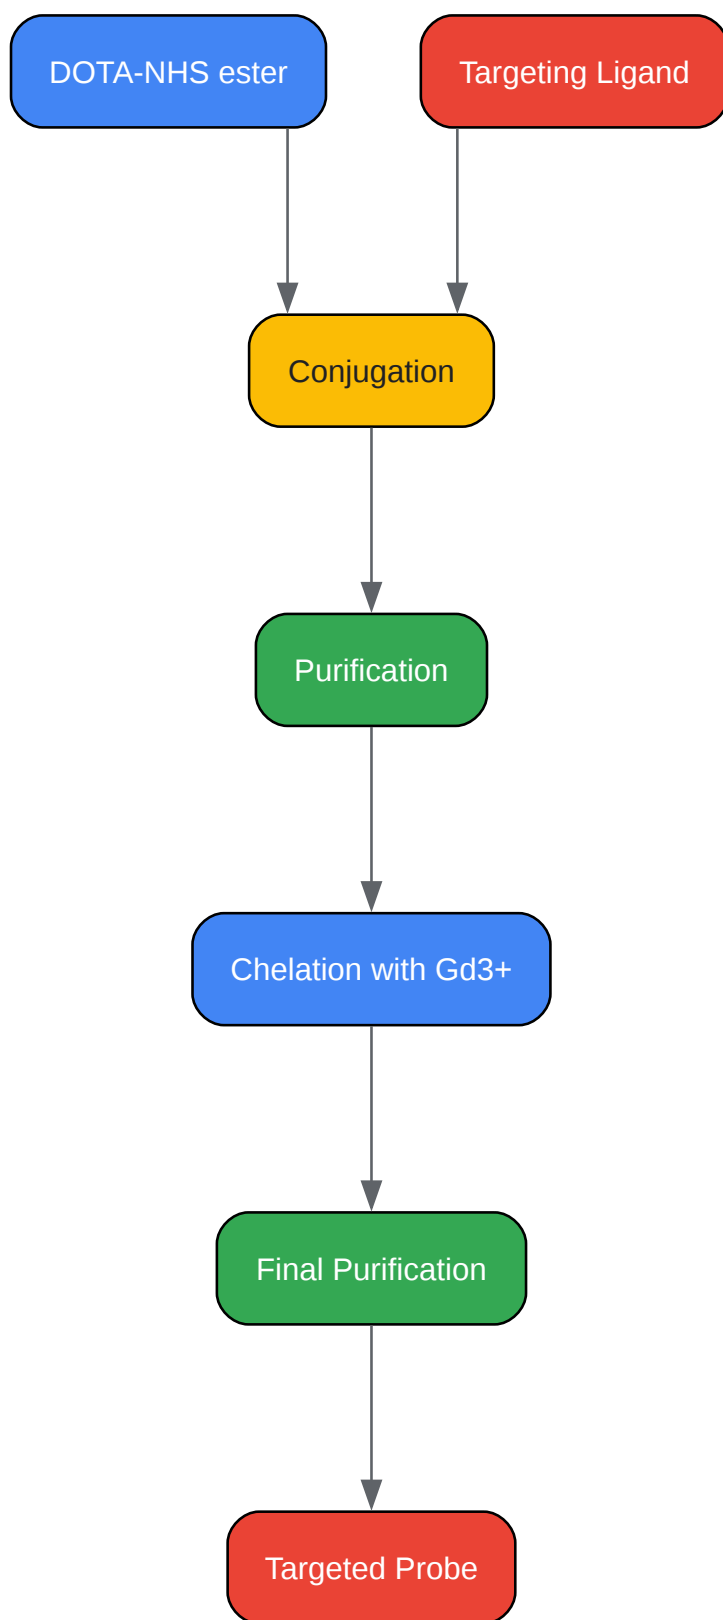 DOTA-NHS ester
Targeting Ligand
Conjugation
Purification
Chelation with Gd3+
Final Purification
Targeted Probe